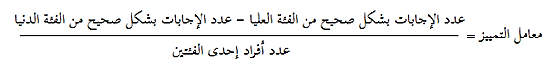 عدد الإجابات بشكل صحيح من الفئة العليا – عدد الإجابات بشكل صحيح من الفئة الدنيا
معامل التمييز =
عدد أفراد إحدى الفئتين